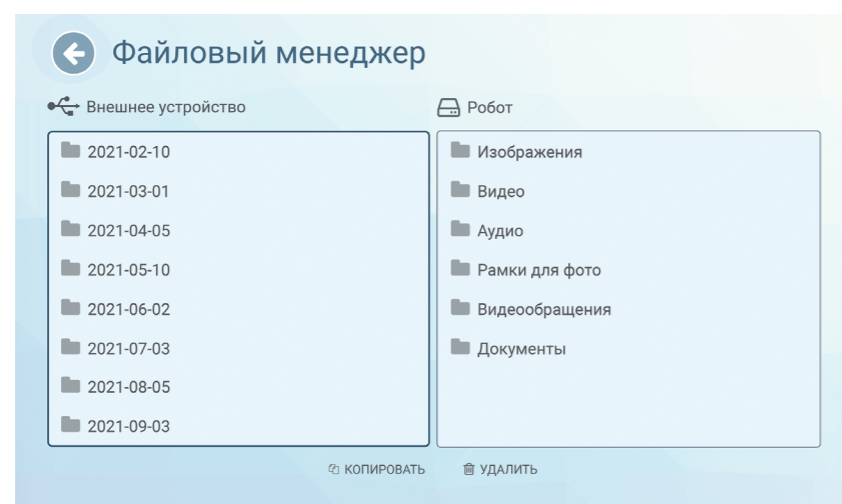 Файловый менеджер
Внешнее устройство
2021-02-10
2021-03-01
2021-04-05
2021-05-10
2021-06-02
2021-07-03
2021-08-05
2021-09-03
Робот
Изображения
Видео
Аудио
Рамки для фото
Видеообращения
Документы
КОПИРОВАТЬ
УДАЛИТЬ